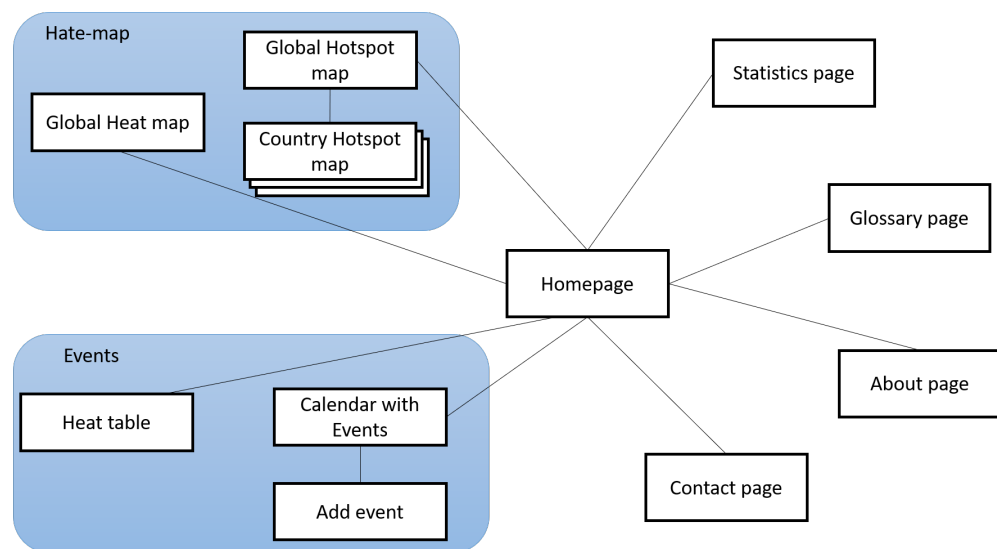 Hate-map
Global Hotspot
map
Global Heat map
Country Hotspot
map
Statistics page
Glossary page
Homepage
Events
Heat table
Calendar with
Events
Add event
About page
Contact page